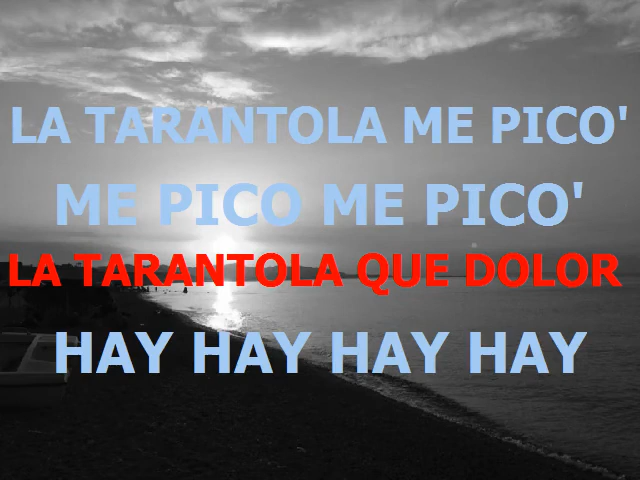 LA TARANTOLA ME PICO'
ME PICO ME PICO'
LA TARANTOLA QUE DOLOR
HAY HAY HAY HAY